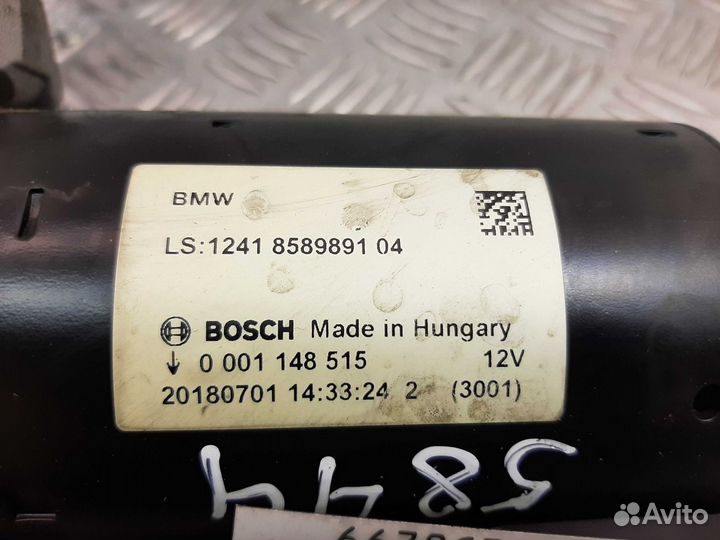 BMW
LS:1241 8589891 04
BOSCH Made in Hungary
↓ 0 001 148 515 12V
20180701 14:33:24 2 (3001)
5844
Avito